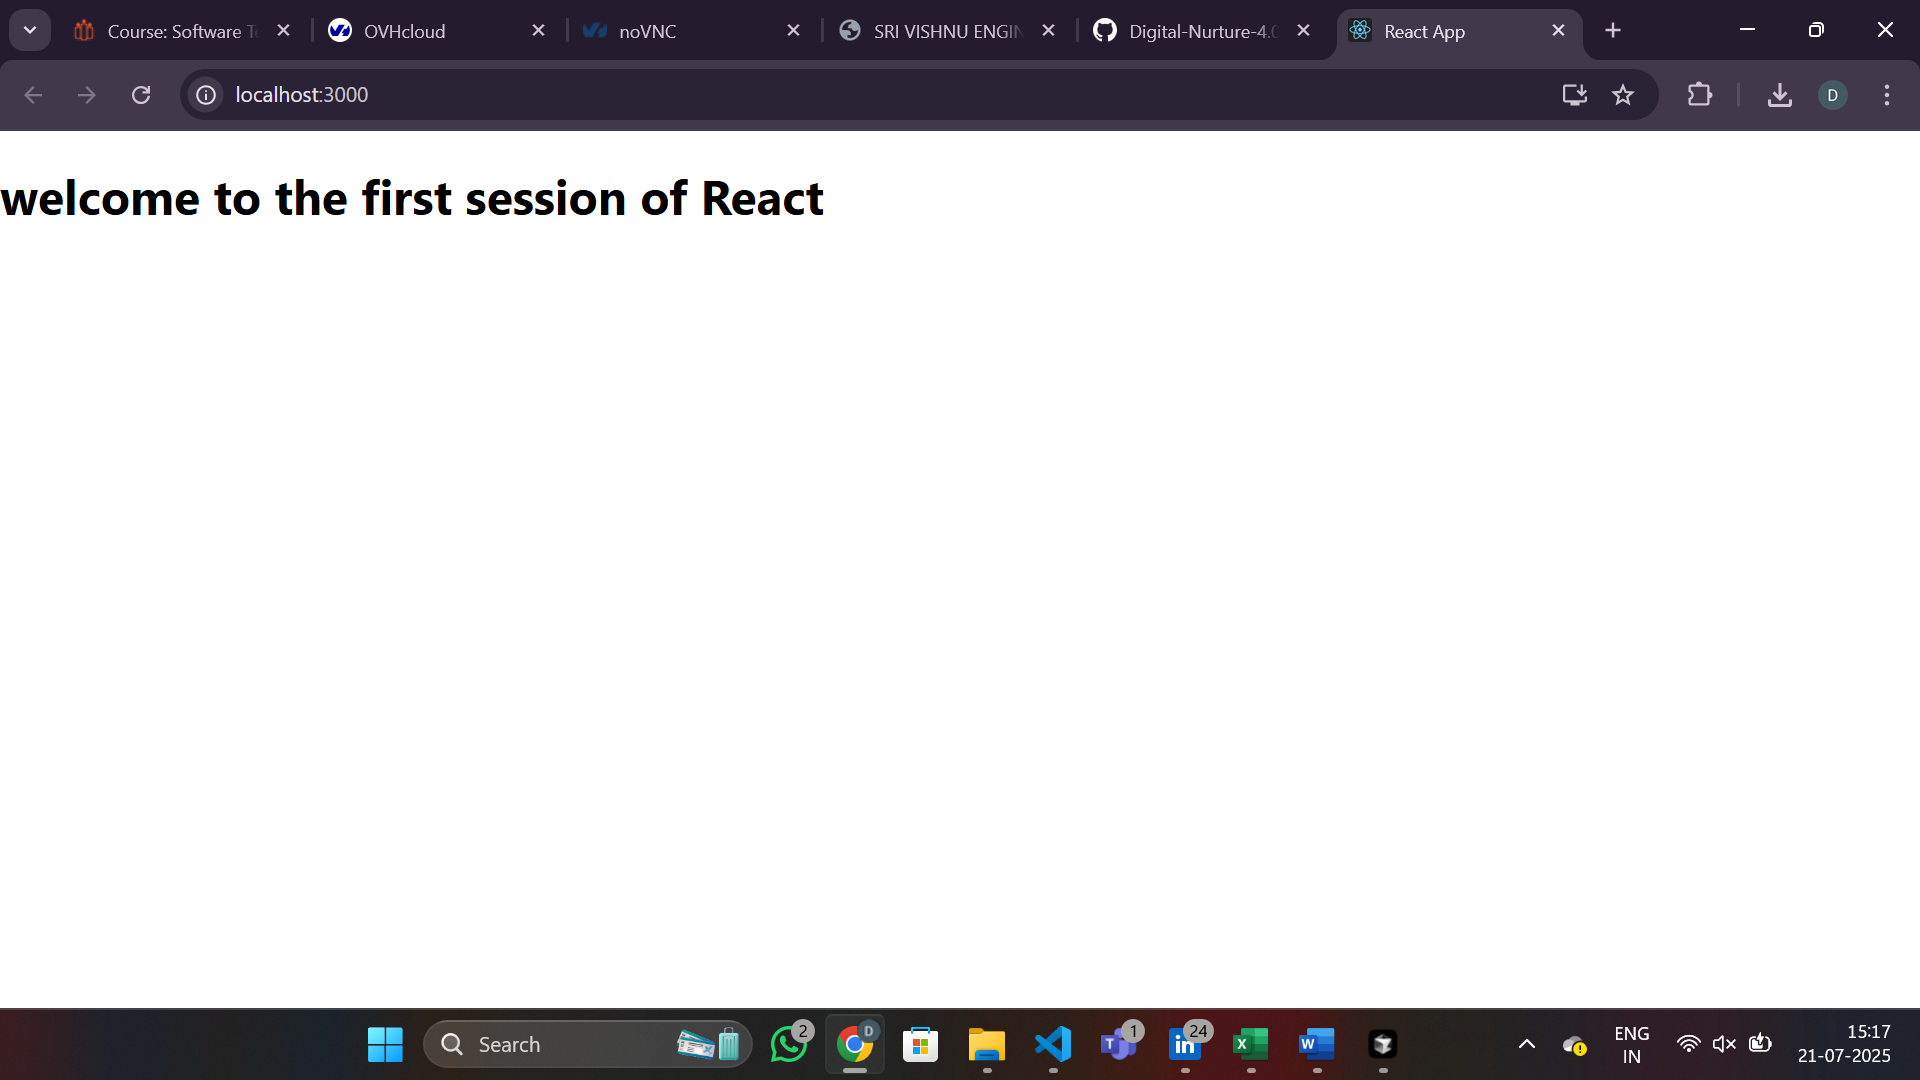 Course: Software T
OVHcloud
noVNC
SRI VISHNU ENGIN
Digital-Nurture-4.0
React App
localhost:3000
D
welcome to the first session of React
Search
2
D
1
24
ENG
IN
15:17
21-07-2025